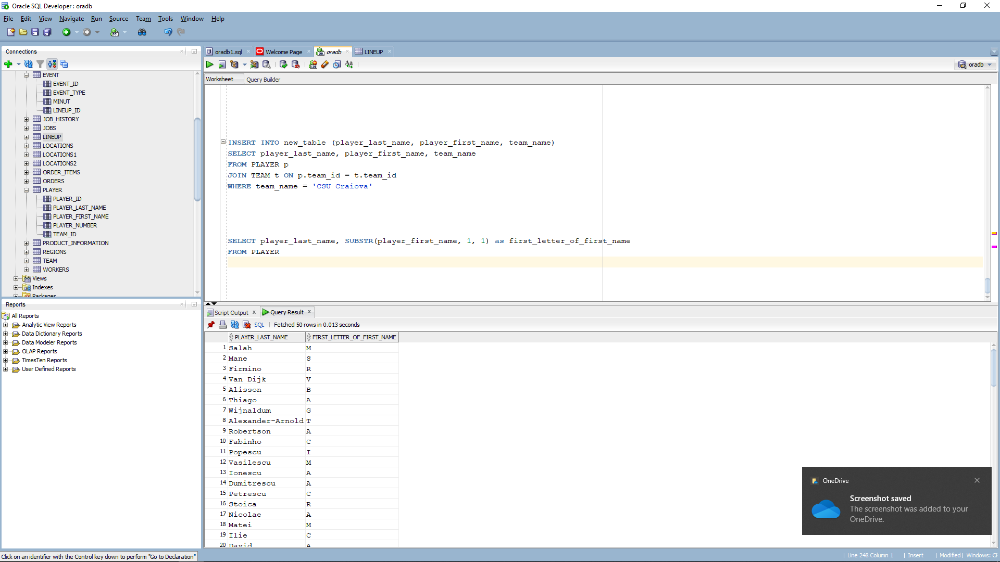 Oracle SQL Developer : oradb
File Edit View Navigate Run Source Team Tools Window Help
Connections
EVENT
EVENT_ID
EVENT_TYPE
MINUT
LINEUP_ID
JOB_HISTORY
JOBS
LINEUP
LOCATIONS
LOCATIONS1
LOCATIONS2
ORDER_ITEMS
ORDERS
PLAYER
PLAYER_ID
PLAYER_LAST_NAME
PLAYER_FIRST_NAME
PLAYER_NUMBER
TEAM_ID
PRODUCT_INFORMATION
REGIONS
TEAM
WORKERS
Views
Indexes
Packages
Reports
All Reports
Analytic View Reports
Data Dictionary Reports
Data Modeler Reports
OLAP Reports
TimesTen Reports
User Defined Reports
oradb1.sql Welcome Page oradb LINEUP
oradb
Worksheet Query Builder
INSERT INTO new_table (player_last_name, player_first_name, team_name)
SELECT player_last_name, player_first_name, team_name
FROM PLAYER p
JOIN TEAM t ON p.team_id = t.team_id
WHERE team_name = 'CSU Craiova'
SELECT player_last_name, SUBSTR(player_first_name, 1, 1) as first_letter_of_first_name
FROM PLAYER
Script Output Query Result
SQL Fetched 50 rows in 0.013 seconds
PLAYER_LAST_NAME FIRST_LETTER_OF_FIRST_NAME
1 Salah M
2 Mane S
3 Firmino R
4 Van Dijk V
5 Alisson B
6 Thiago A
7 Wijnaldum G
8 Alexander-Arnold T
9 Robertson A
10 Fabinho C
11 Popescu I
12 Vasilescu M
13 Ionescu A
14 Dumitrescu A
15 Petrescu C
16 Stoica R
17 Nicolae A
18 Matei M
19 Ilie C
20 David A
OneDrive
Screenshot saved
The screenshot was added to your
OneDrive.
Click on an identifier with the Control key down to perform "Go to Declaration"
Line 248 Column 1 Insert Modified Windows: CF